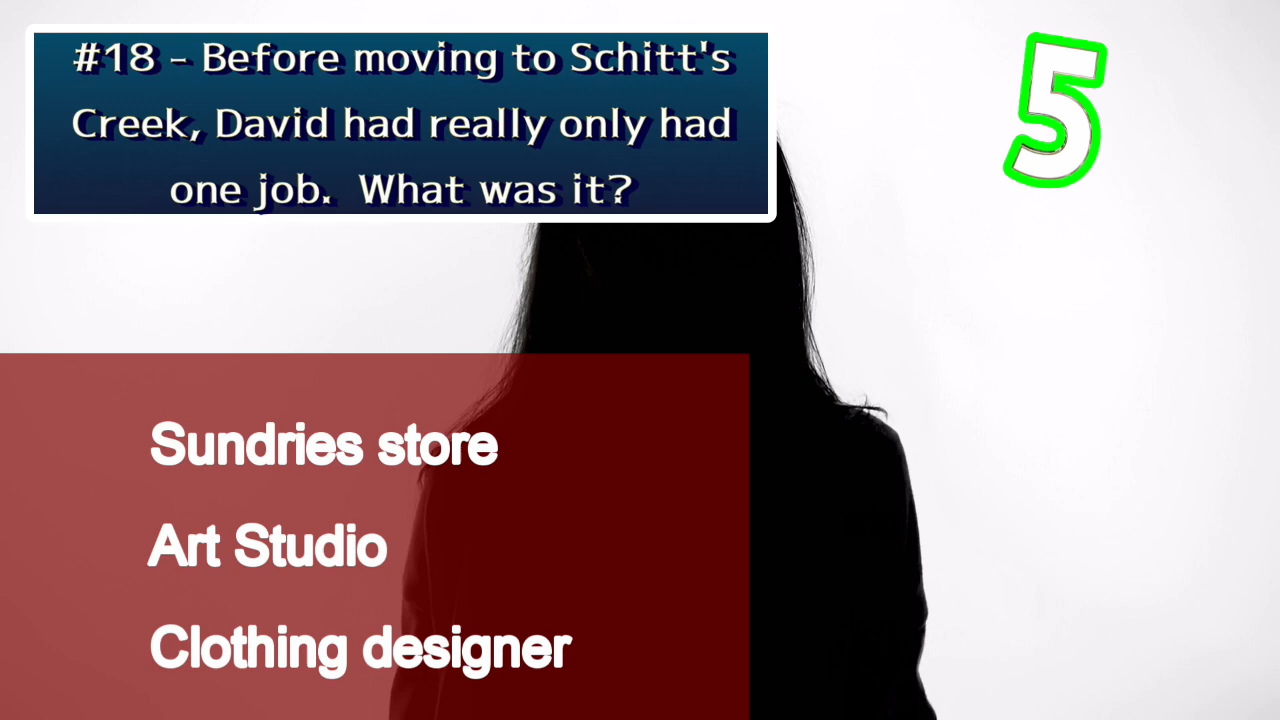 #18 - Before moving to Schitt's
Creek, David had really only had
one job.  What was it?
5
Sundries store
Art Studio
Clothing designer